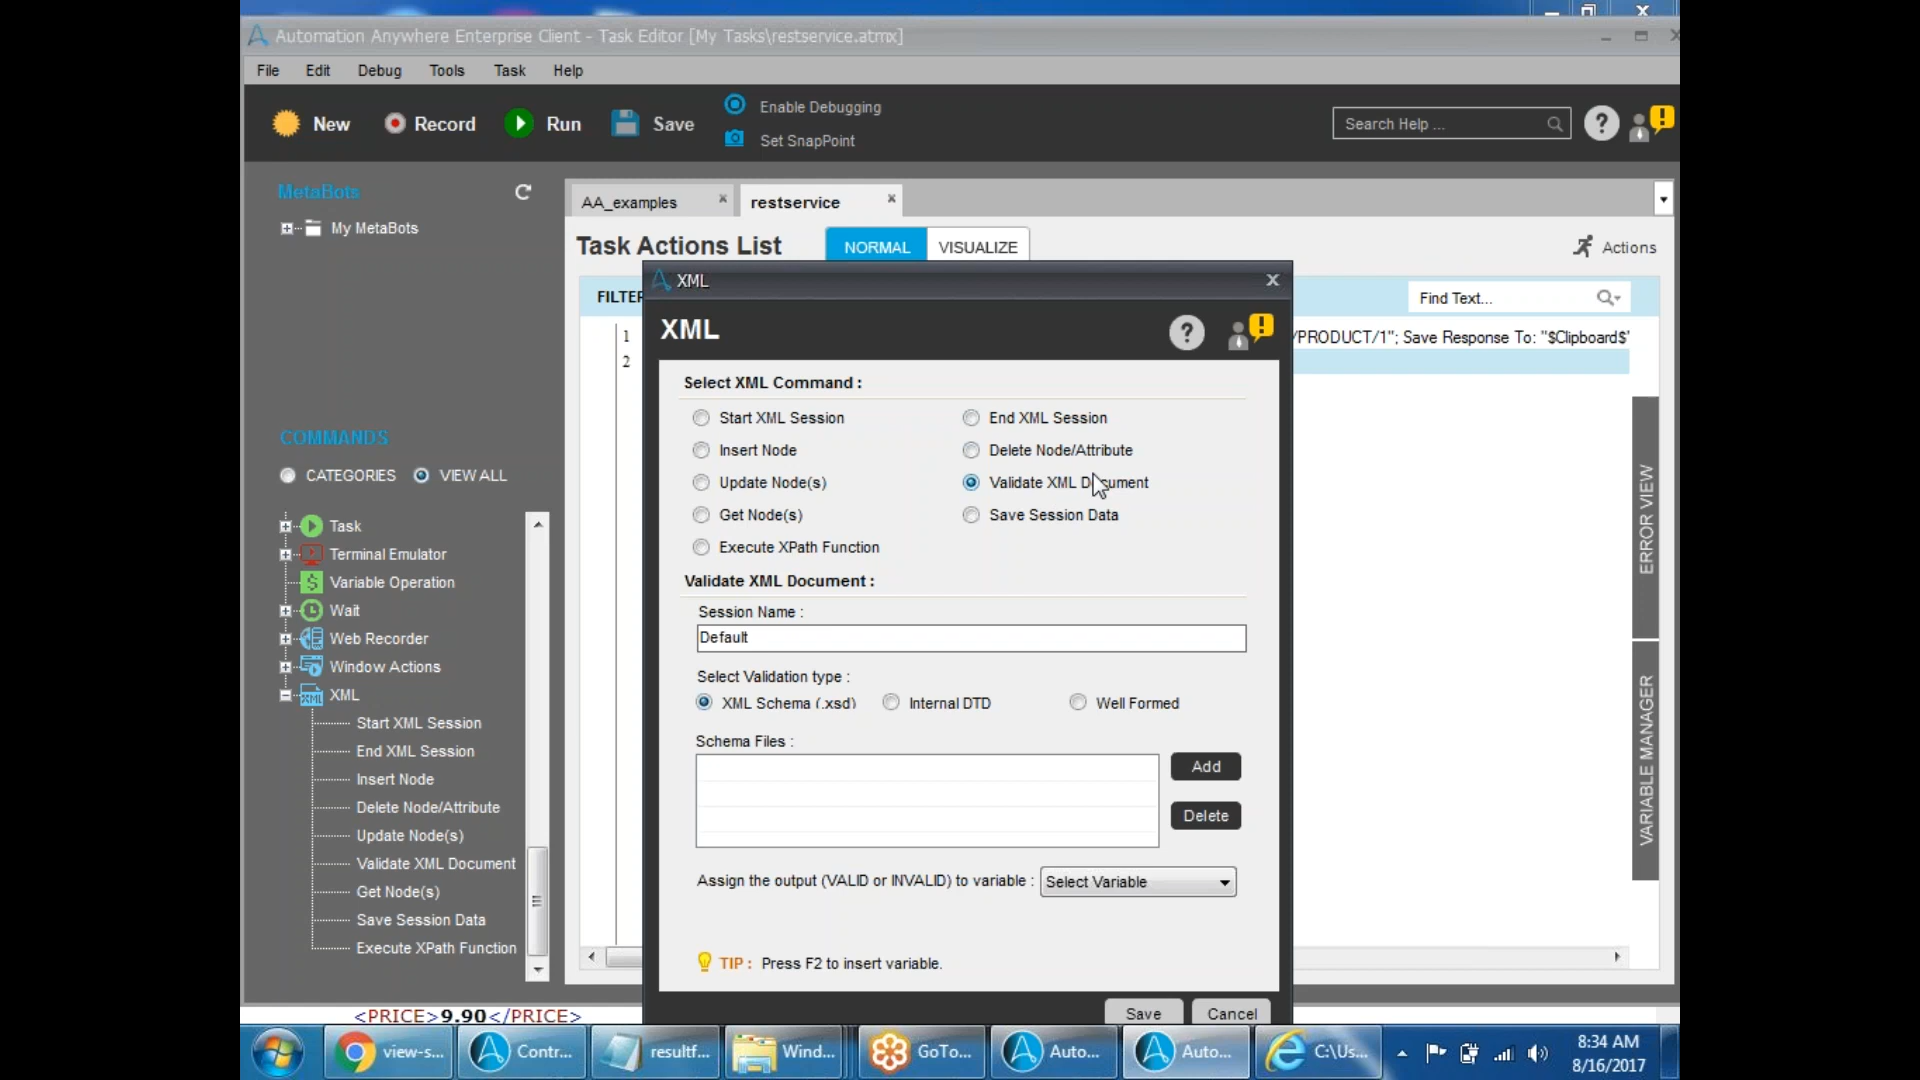 Automation Anywhere Enterprise Client - Task Editor [My Tasks\restservice.atmx]
File Edit Debug Tools Task Help
New Record Run Save
Enable Debugging
Set SnapPoint
Search Help ...
MetaBots
My MetaBots
AA_examples
restservice
Task Actions List
NORMAL VISUALIZE
Actions
Find Text...
1
/PRODUCT/1"; Save Response To: "$Clipboard$"
2
XML
XML
Select XML Command :
Start XML Session
End XML Session
Insert Node
Delete Node/Attribute
Update Node(s)
Validate XML Document
Get Node(s)
Save Session Data
Execute XPath Function
Validate XML Document :
Session Name :
Default
Select Validation type :
XML Schema (.xsd)
Internal DTD
Well Formed
Schema Files :
Add
Delete
Assign the output (VALID or INVALID) to variable :
Select Variable
TIP : Press F2 to insert variable.
Save
Cancel
COMMANDS
CATEGORIES VIEW ALL
Task
Terminal Emulator
Variable Operation
Wait
Web Recorder
Window Actions
XML
Start XML Session
End XML Session
Insert Node
Delete Node/Attribute
Update Node(s)
Validate XML Document
Get Node(s)
Save Session Data
Execute XPath Function
ERROR VIEW
VARIABLE MANAGER
<PRICE>9.90</PRICE>
view-s...
Contr...
resultf...
Wind...
GoTo...
Auto...
Auto...
C:\Us...
8:34 AM
8/16/2017